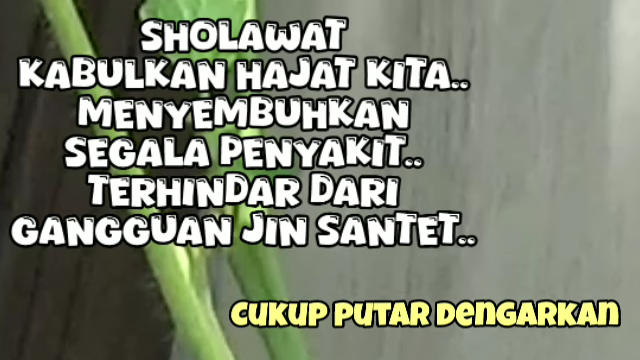 SHOLAWAT
KABULKAN HAJAT KITA..
MENYEMBUHKAN
SEGALA PENYAKIT..
TERHINDAR DARI
GANGGUAN JIN SANTET..
CUKUP PUTAR DENGARKAN